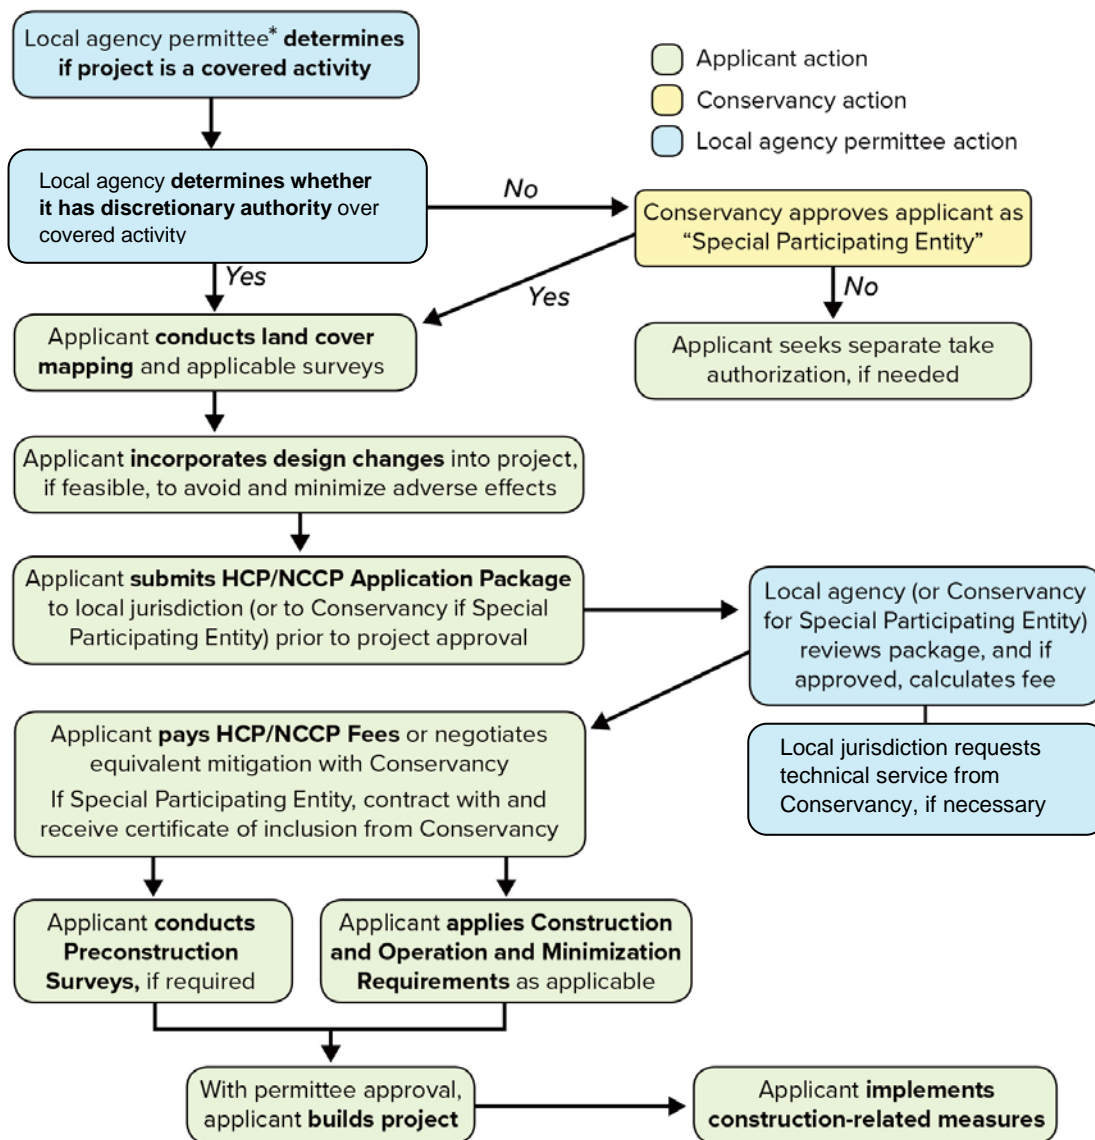 Local agency permittee* determines
if project is a covered activity
Applicant action
Conservancy action
Local agency permittee action
Local agency determines whether
it has discretionary authority over
covered activity
No
Conservancy approves applicant as
“Special Participating Entity”
Yes
Yes
No
Applicant conducts land cover
mapping and applicable surveys
Applicant seeks separate take
authorization, if needed
Applicant incorporates design changes into project,
if feasible, to avoid and minimize adverse effects
Applicant submits HCP/NCCP Application Package
to local jurisdiction (or to Conservancy if Special
Participating Entity) prior to project approval
Local agency (or Conservancy
for Special Participating Entity)
reviews package, and if
approved, calculates fee
Local jurisdiction requests
technical service from
Conservancy, if necessary
Applicant pays HCP/NCCP Fees or negotiates
equivalent mitigation with Conservancy
If Special Participating Entity, contract with and
receive certificate of inclusion from Conservancy
Applicant conducts
Preconstruction
Surveys, if required
Applicant applies Construction
and Operation and Minimization
Requirements as applicable
With permittee approval,
applicant builds project
Applicant implements
construction-related measures